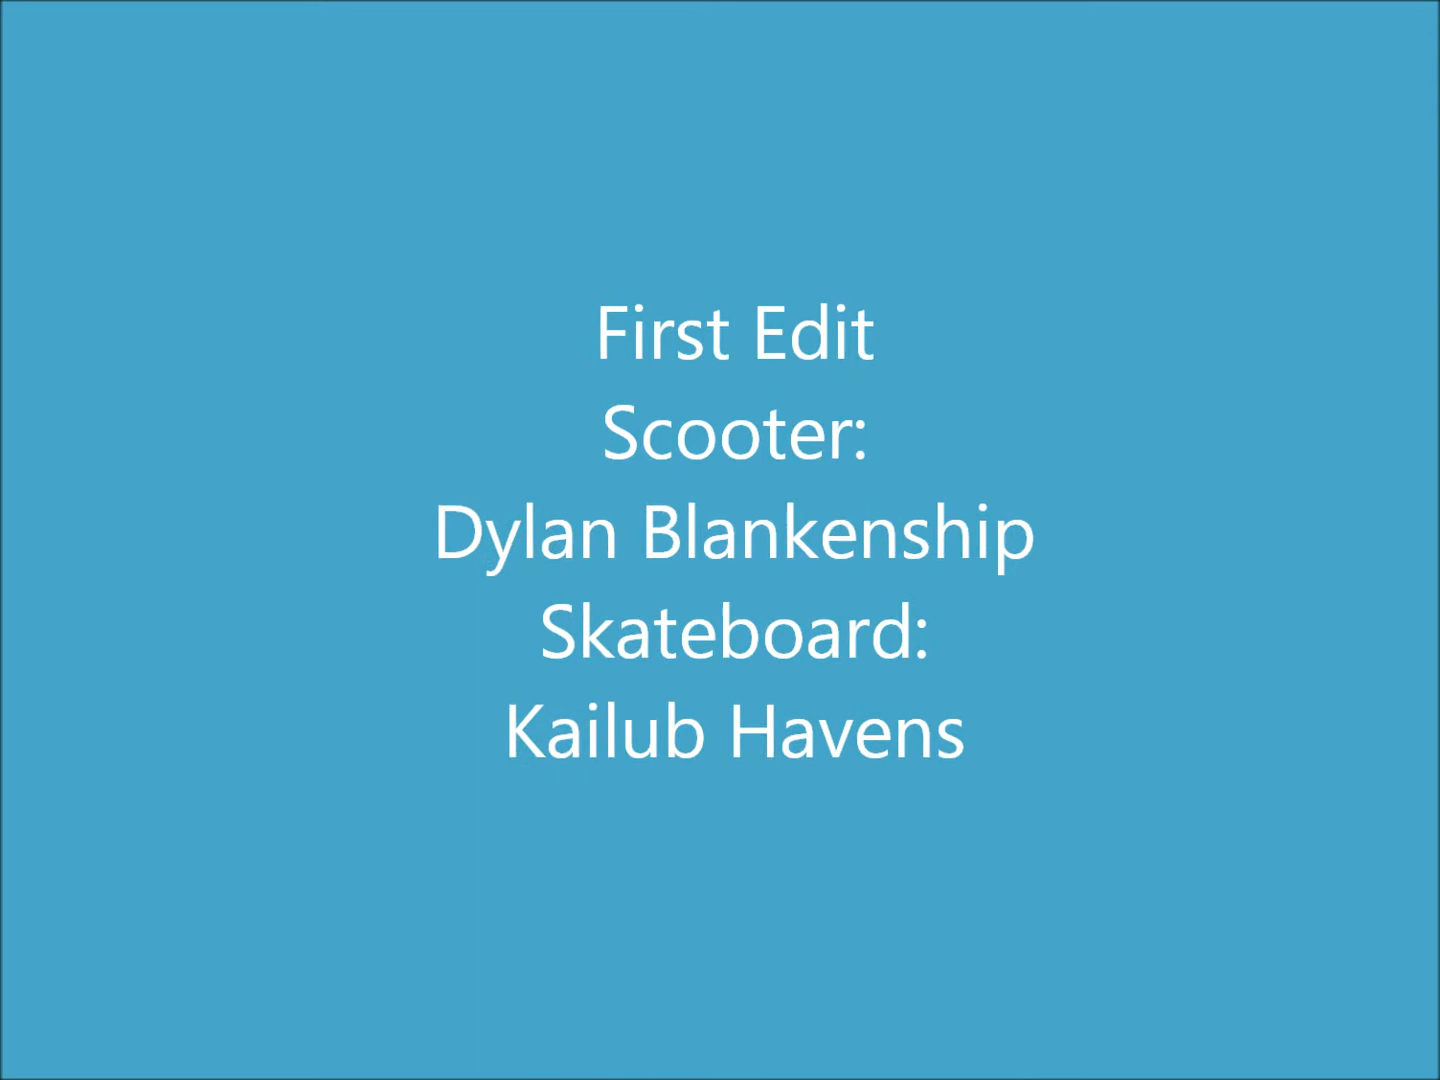 First Edit
Scooter:
Dylan Blankenship
Skateboard:
Kailub Havens